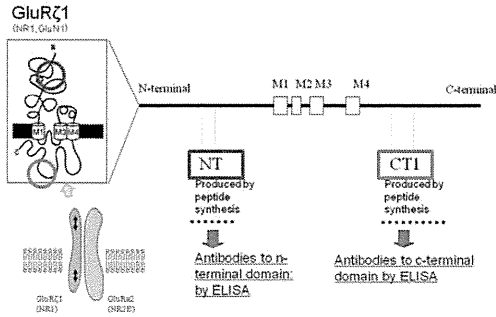 GluRζ1
(NR1, GluN1)
N
M1
M3
M4
C
N-terminal
M1
M2
M3
M4
C-terminal
NT
Produced by
peptide
synthesis
Antibodies to n-
terminal domain:
by ELISA
CT1
Produced by
peptide
synthesis
Antibodies to c-terminal
domain by ELISA
GluRζ1
(NR1)
GluRε2
(NR2B)